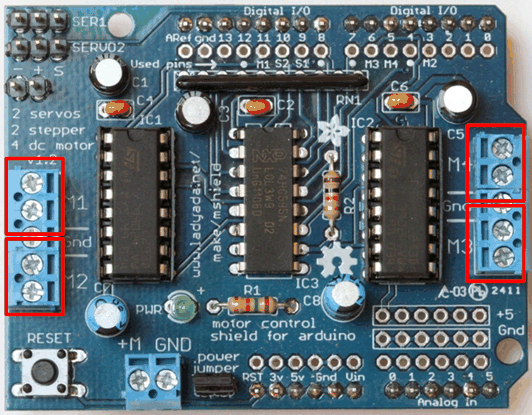 SER1
Digital I/O
Digital I/O
SERVO2
ARef gnd 13 12 11 10 9 8
7 6 5 4 3 2 1 0
+ S
Used pins
M1 S2 S1
M3 M4 M2
C1
C4
C3
C2
RN1
C6
2 servos
2 stepper
4 dc motor
v1.2
IC1
IC2
C5
M4
M1
Gnd
M2
www.ladyada.net/
make/mshield
NXP
74HC595N
R2
Gnd
M3
IC3
C8
R1
PWR
+
2411
motor control
shield for arduino
+5
Gnd
RESET
+M GND
power
jumper
RST 3v 5v -Gnd- Vin
0 1 2 3 4 5
Analog In